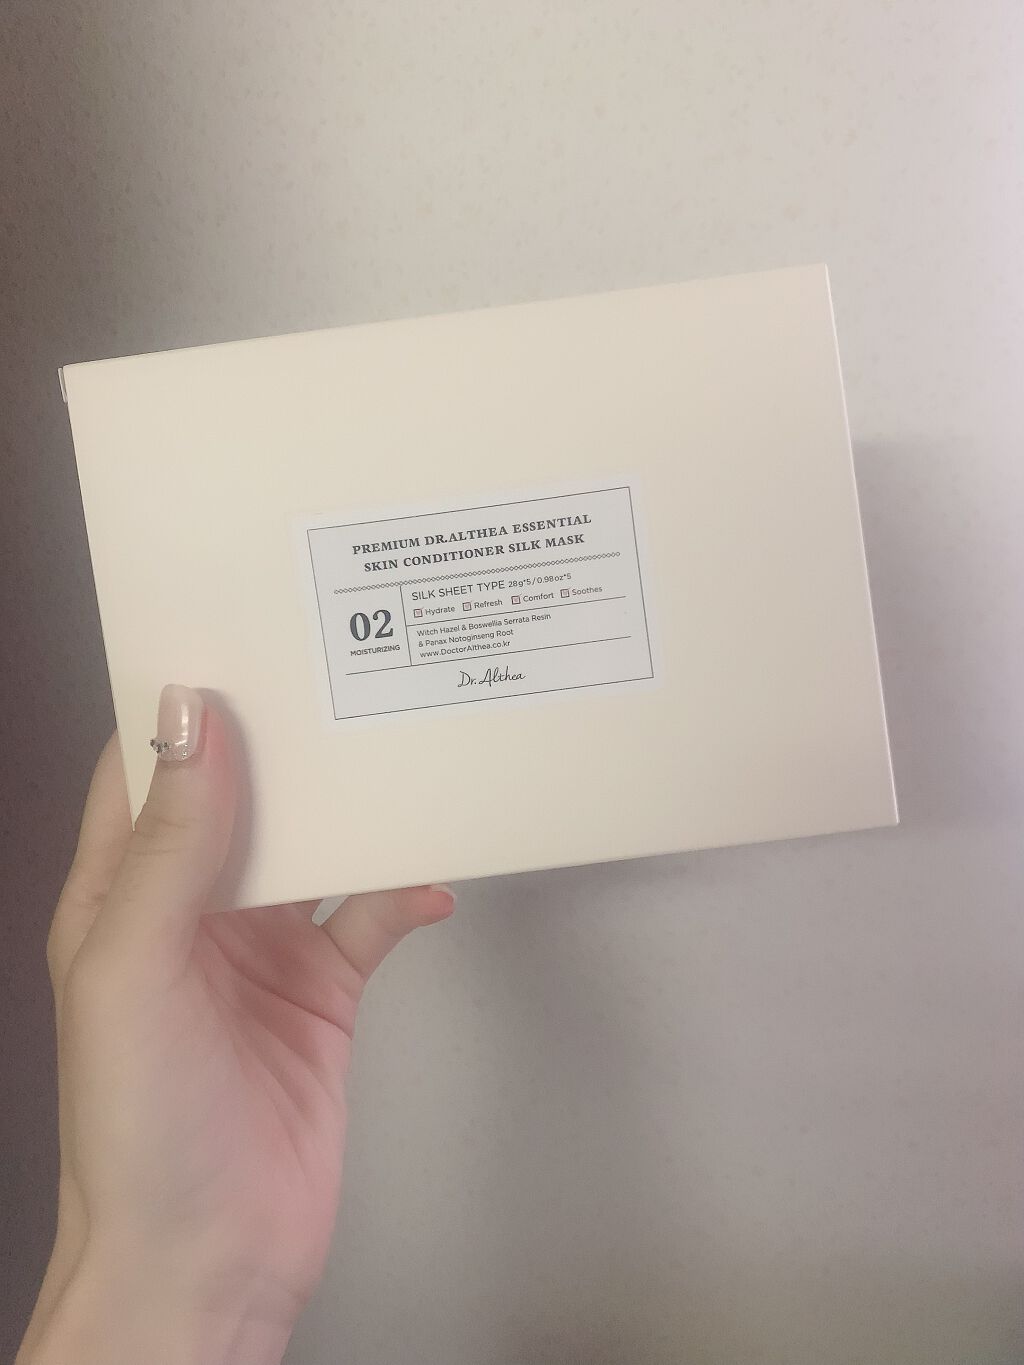 PREMIUM DR.ALTHEA ESSENTIAL
SKIN CONDITIONER SILK MASK
02
MOISTURIZING
SILK SHEET TYPE 28g*5 / 0.98oz*5
Hydrate Refresh Comfort Soothes
Witch Hazel & Boswellia Serrata Resin
& Panax Notoginseng Root
www.DoctorAlthea.co.kr
Dr.Althea